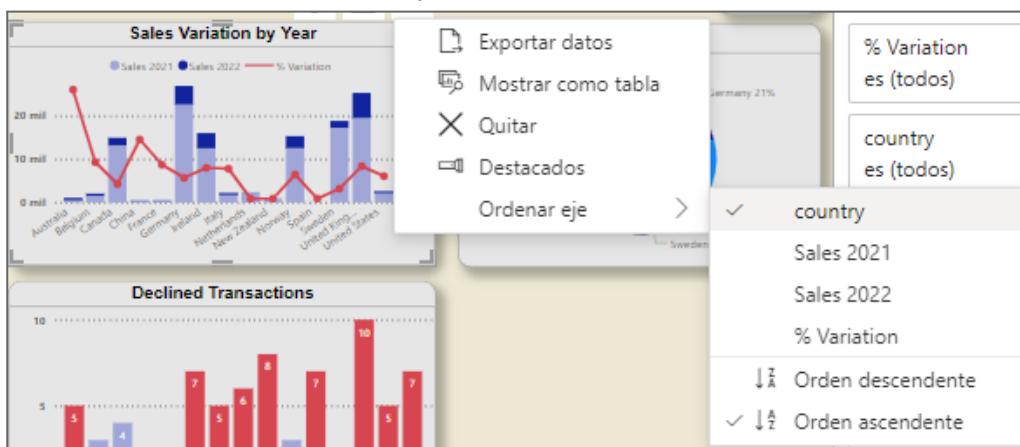 Sales Variation by Year
Sales 2021 Sales 2022 % Variation
20 mil
10 mil
0 mil
Australia
Belgium
Canada
China
France
Germany
Ireland
Italy
Netherlands
New Zealand
Norway
Spain
Sweden
United King...
United States
Exportar datos
Mostrar como tabla
Quitar
Destacados
Ordenar eje
country
Sales 2021
Sales 2022
% Variation
Orden descendente
Orden ascendente
Germany 21%
Sweden
% Variation
es (todos)
country
es (todos)
Declined Transactions
10
5
5
4
7
5
6
8
7
10
5
7